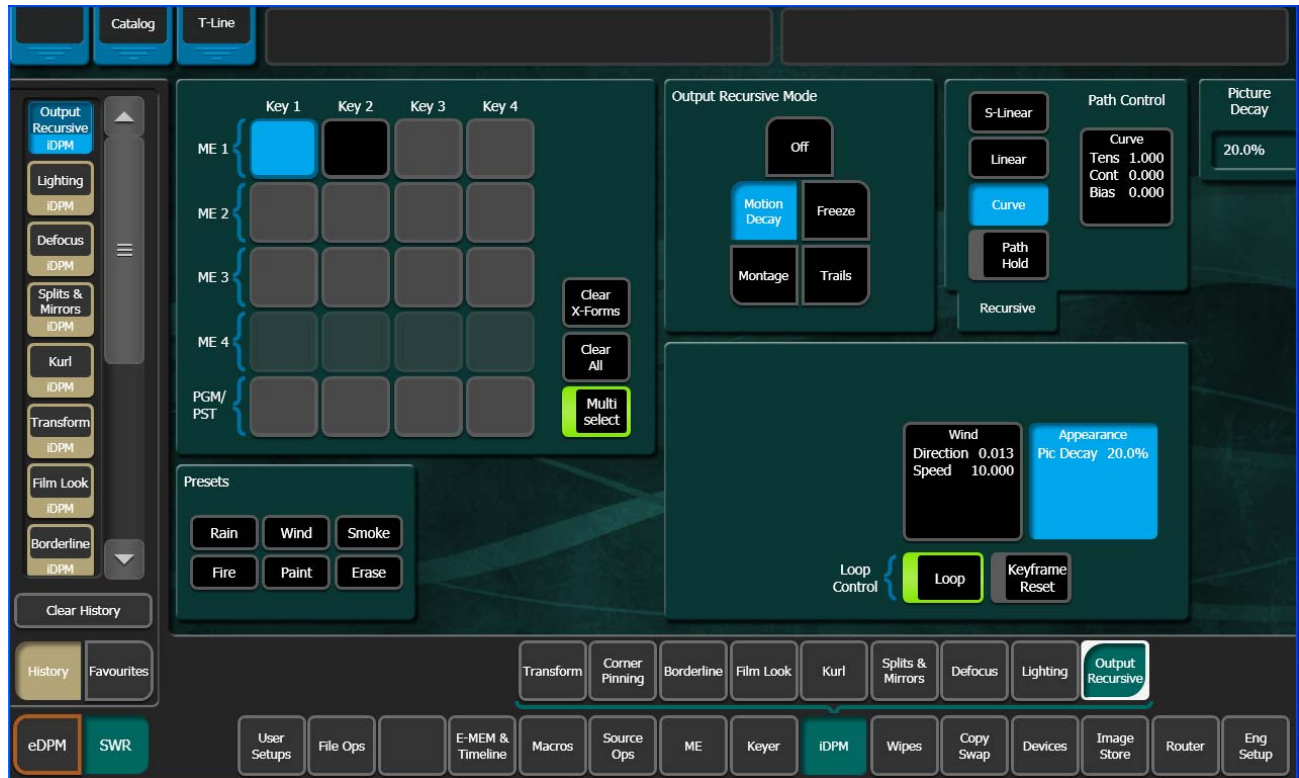 Catalog
T-Line
Output
Recursive
iDPM
Lighting
iDPM
Defocus
iDPM
Splits &
Mirrors
iDPM
Kurl
iDPM
Transform
iDPM
Film Look
iDPM
Borderline
iDPM
Clear History
History
Favourites
eDPM
SWR
Key 1 Key 2 Key 3 Key 4
ME 1
ME 2
ME 3
ME 4
PGM/
PST
Clear
X-Forms
Clear
All
Multi
select
Presets
Rain
Wind
Smoke
Fire
Paint
Erase
Output Recursive Mode
Off
Motion
Decay
Freeze
Montage
Trails
S-Linear
Linear
Curve
Path
Hold
Recursive
Path Control
Curve
Tens 1.000
Cont 0.000
Bias 0.000
Picture
Decay
20.0%
Wind
Direction 0.013
Speed 10.000
Appearance
Pic Decay 20.0%
Loop
Control
Loop
Keyframe
Reset
Transform
Corner
Pinning
Borderline
Film Look
Kurl
Splits &
Mirrors
Defocus
Lighting
Output
Recursive
User
Setups
File Ops
E-MEM &
Timeline
Macros
Source
Ops
ME
Keyer
iDPM
Wipes
Copy
Swap
Devices
Image
Store
Router
Eng
Setup